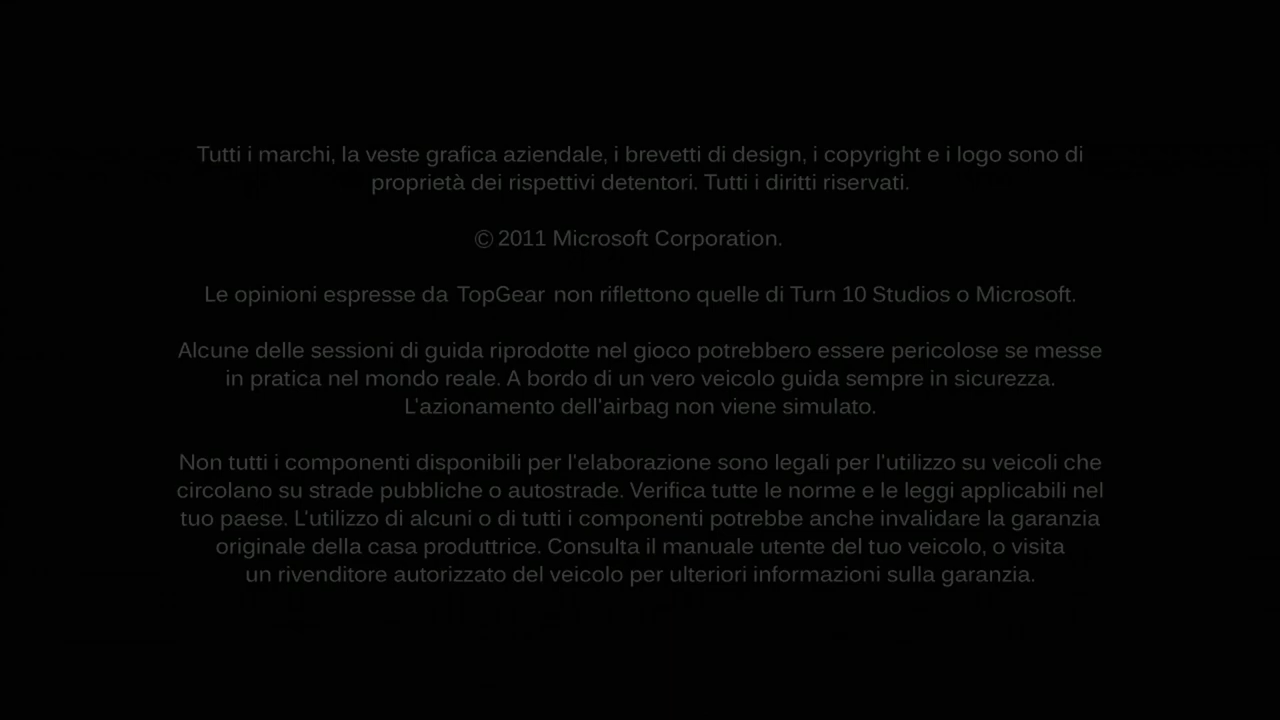 Tutti i marchi, la veste grafica aziendale, i brevetti di design, i copyright e i logo sono di
proprietà dei rispettivi detentori. Tutti i diritti riservati.
© 2011 Microsoft Corporation.
Le opinioni espresse da TopGear non riflettono quelle di Turn 10 Studios o Microsoft.
Alcune delle sessioni di guida riprodotte nel gioco potrebbero essere pericolose se messe
in pratica nel mondo reale. A bordo di un vero veicolo guida sempre in sicurezza.
L'azionamento dell'airbag non viene simulato.
Non tutti i componenti disponibili per l'elaborazione sono legali per l'utilizzo su veicoli che
circolano su strade pubbliche o autostrade. Verifica tutte le norme e le leggi applicabili nel
tuo paese. L'utilizzo di alcuni o di tutti i componenti potrebbe anche invalidare la garanzia
originale della casa produttrice. Consulta il manuale utente del tuo veicolo, o visita
un rivenditore autorizzato del veicolo per ulteriori informazioni sulla garanzia.